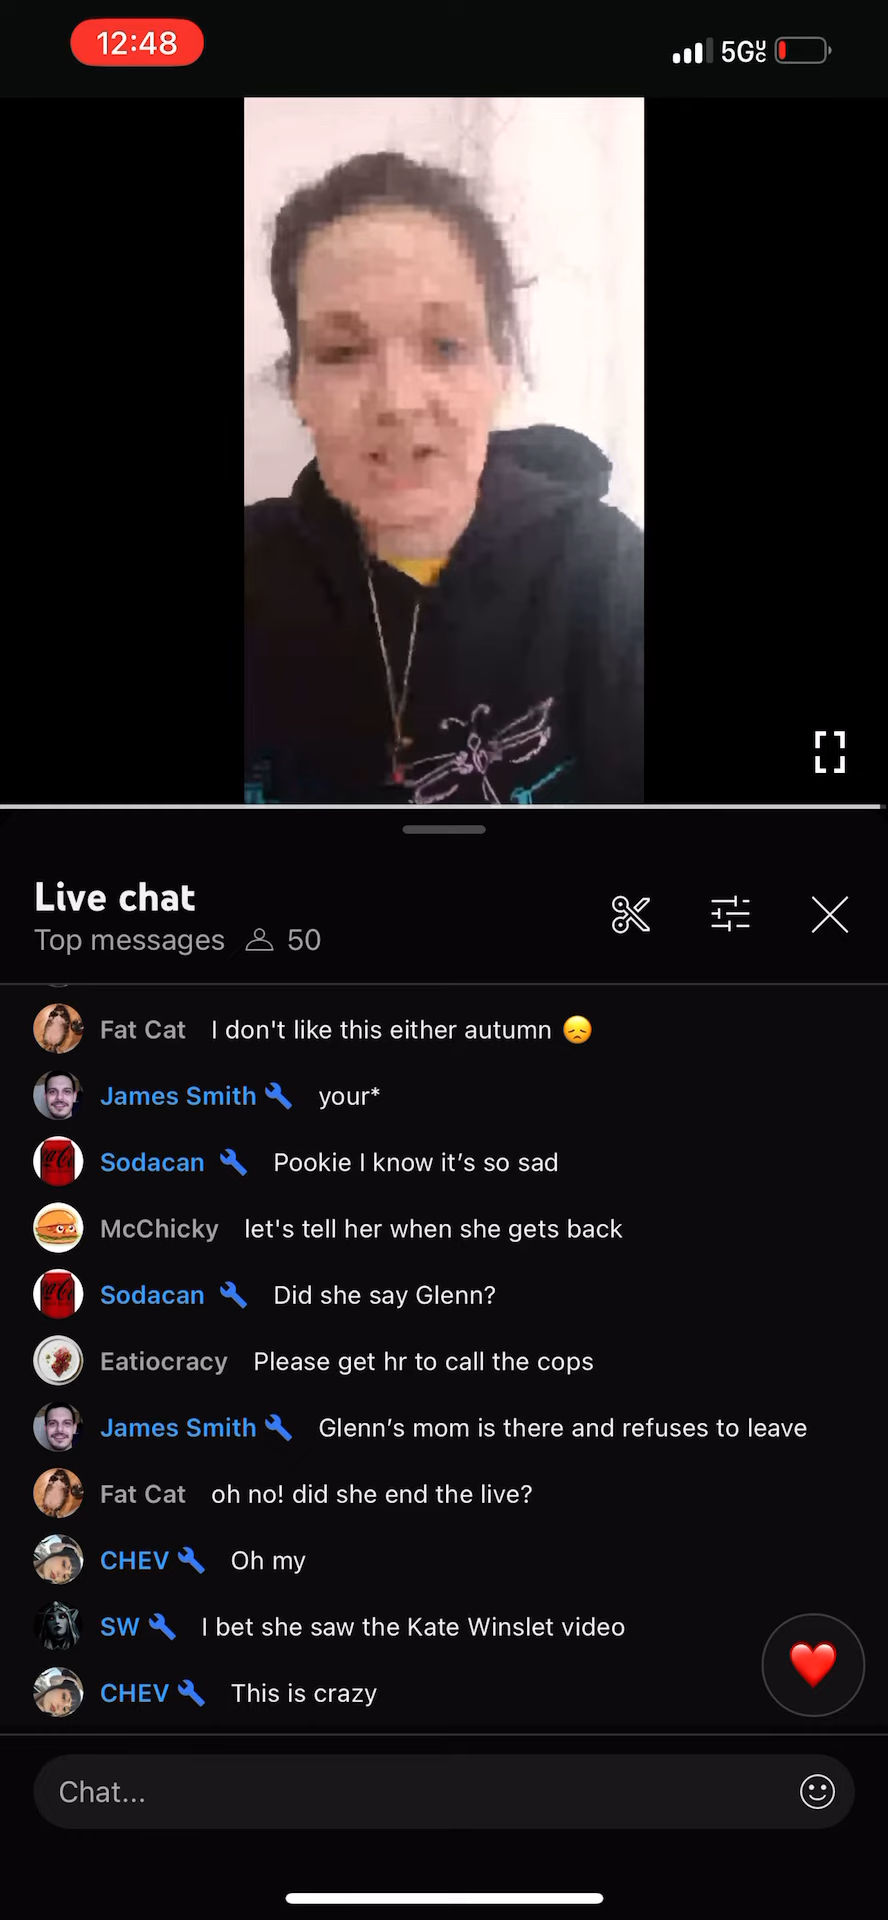 12:48
5GUC
Live chat
Top messages 50
Fat Cat I don't like this either autumn 😞
James Smith your*
Sodacan Pookie I know it’s so sad
McChicky let's tell her when she gets back
Sodacan Did she say Glenn?
Eatiocracy Please get hr to call the cops
James Smith Glenn’s mom is there and refuses to leave
Fat Cat oh no! did she end the live?
CHEV Oh my
SW I bet she saw the Kate Winslet video
CHEV This is crazy
Chat...